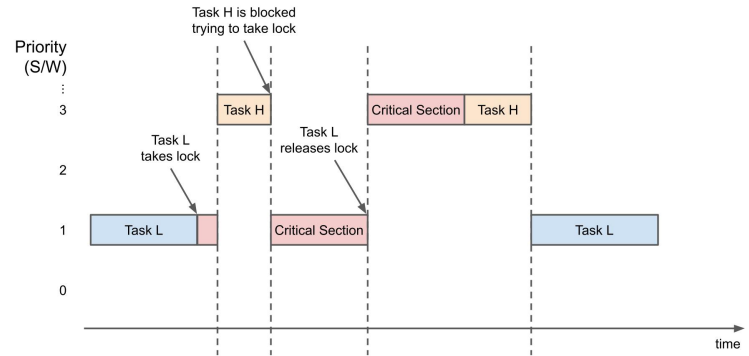 Task H is blocked
trying to take lock
Priority
(S/W)
⋮
3
Task H
Critical Section
Task H
Task L
takes lock
Task L
releases lock
2
1
Task L
Critical Section
Task L
0
time